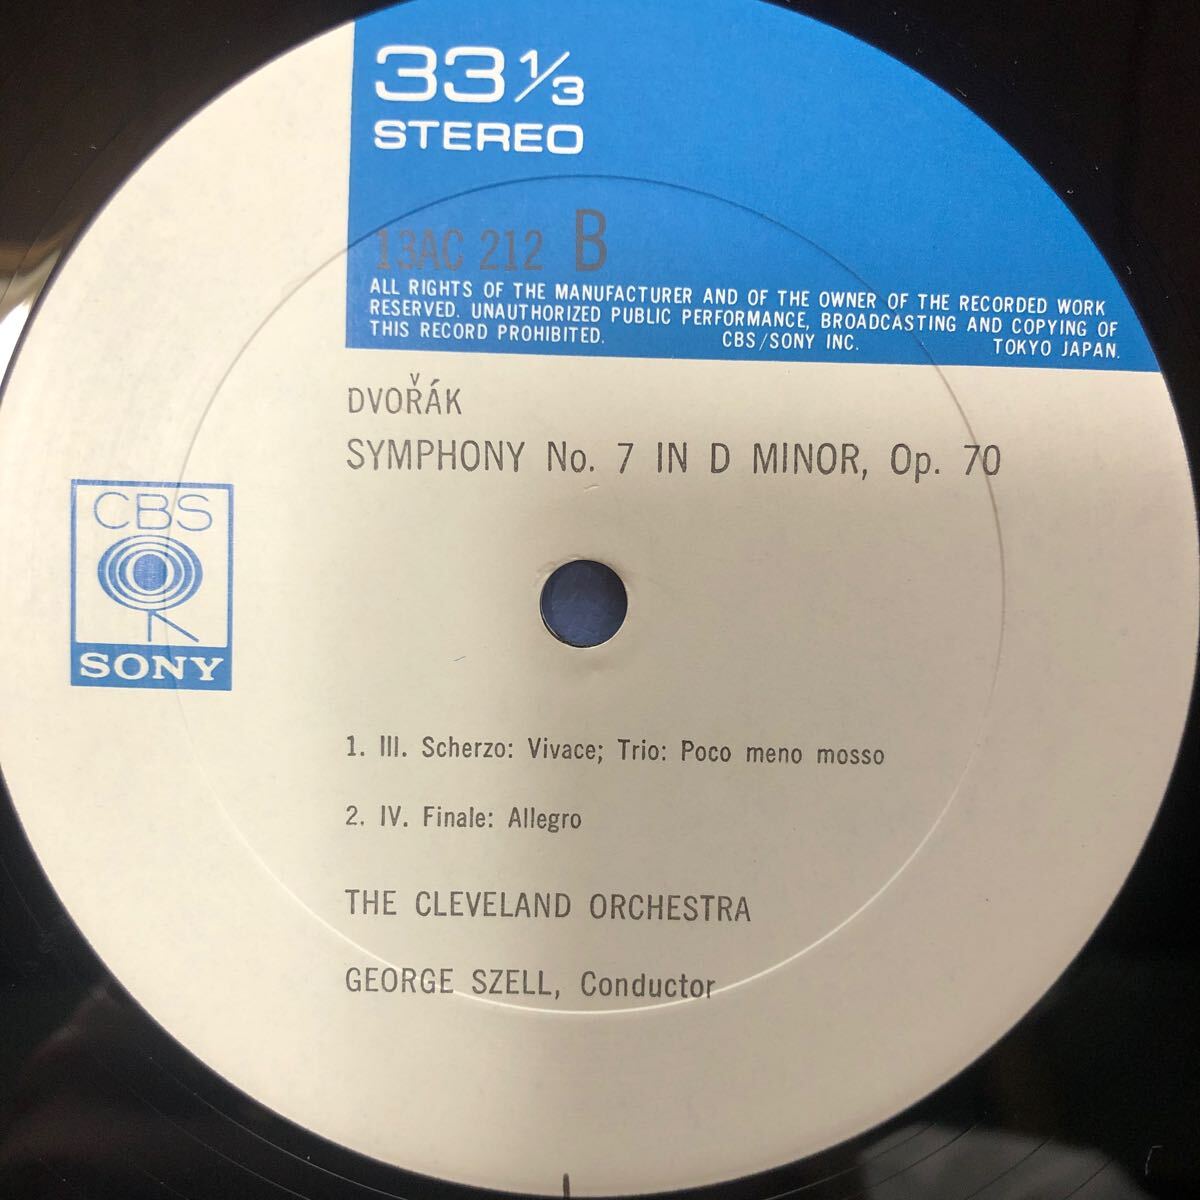 33 1/3
STEREO
13AC 212 B
ALL RIGHTS OF THE MANUFACTURER AND OF THE OWNER OF THE RECORDED WORK
RESERVED. UNAUTHORIZED PUBLIC PERFORMANCE, BROADCASTING AND COPYING OF
THIS RECORD PROHIBITED. CBS/SONY INC. TOKYO JAPAN.
DVOŘÁK
SYMPHONY No. 7 IN D MINOR, Op. 70
CBS
SONY
1. III. Scherzo: Vivace; Trio: Poco meno mosso
2. IV. Finale: Allegro
THE CLEVELAND ORCHESTRA
GEORGE SZELL, Conductor